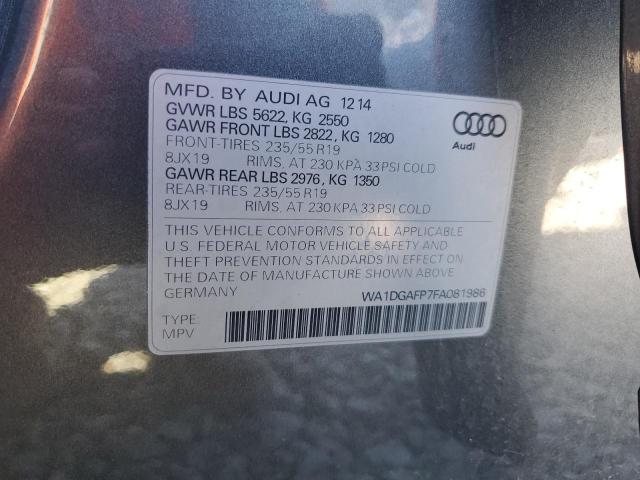 MFD. BY AUDI AG 12 14
GVWR LBS 5622, KG 2550
GAWR FRONT LBS 2822, KG 1280
FRONT-TIRES 235/55 R19
8JX19 RIMS, AT 230 KPA 33 PSI COLD
GAWR REAR LBS 2976, KG 1350
REAR-TIRES 235/55 R19
8JX19 RIMS, AT 230 KPA 33 PSI COLD
Audi
THIS VEHICLE CONFORMS TO ALL APPLICABLE
U.S. FEDERAL MOTOR VEHICLE SAFETY AND
THEFT PREVENTION STANDARDS IN EFFECT ON
THE DATE OF MANUFACTURE SHOWN ABOVE.
GERMANY
WA1DGAFP7FA081986
TYPE:
MPV